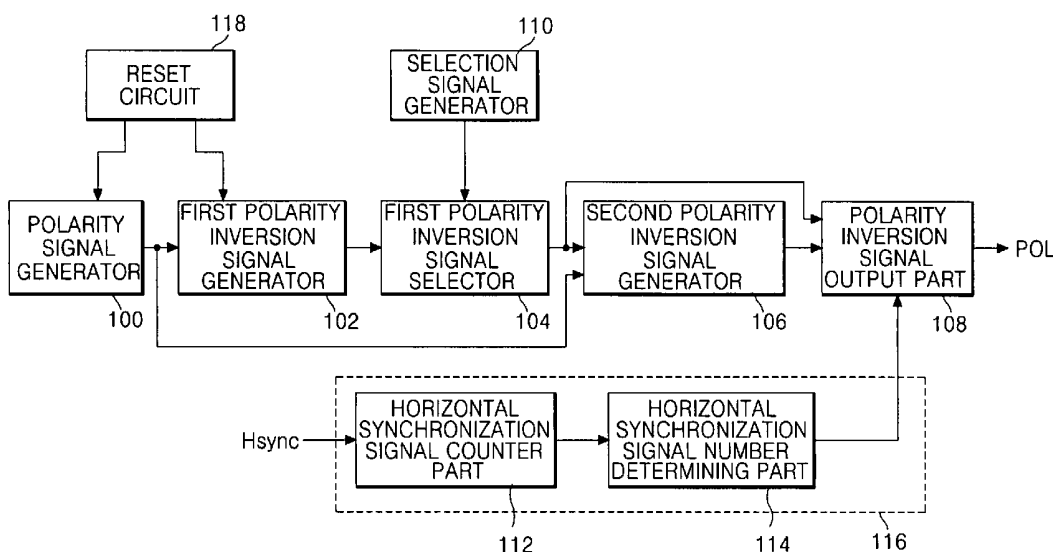 118
RESET
CIRCUIT
110
SELECTION
SIGNAL
GENERATOR
POLARITY
SIGNAL
GENERATOR
100
FIRST POLARITY
INVERSION
SIGNAL
GENERATOR
102
FIRST POLARITY
INVERSION
SIGNAL
SELECTOR
104
SECOND POLARITY
INVERSION
SIGNAL
GENERATOR
106
POLARITY
INVERSION
SIGNAL
OUTPUT PART
108
POL
Hsync
HORIZONTAL
SYNCHRONIZATION
SIGNAL COUNTER
PART
112
HORIZONTAL
SYNCHRONIZATION
SIGNAL NUMBER
DETERMINING PART
114
116